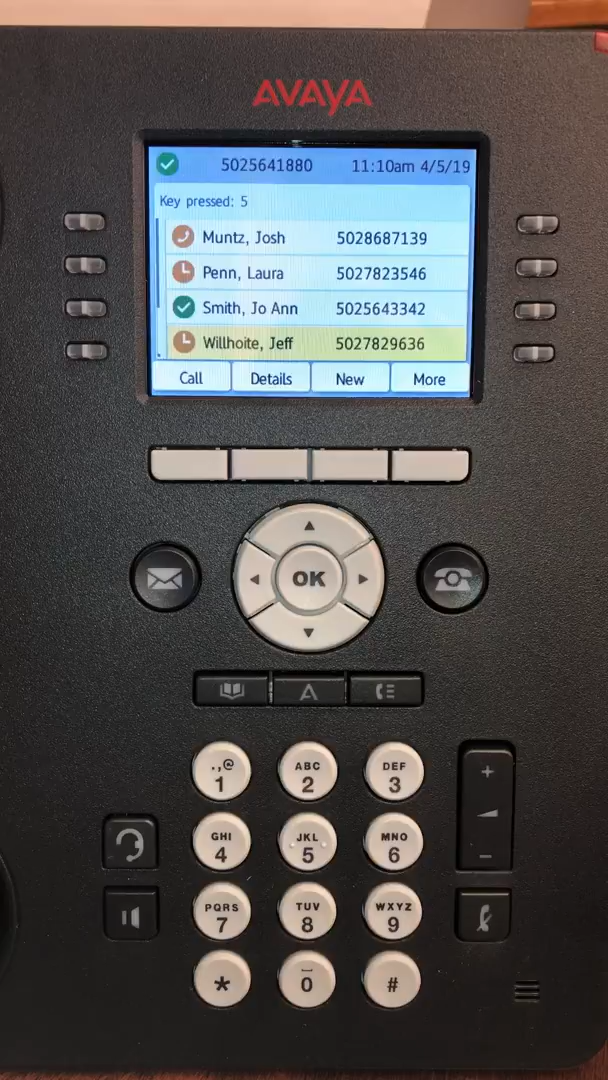 AVAYA
5025641880 11:10am 4/5/19
Key pressed: 5
Muntz, Josh 5028687139
Penn, Laura 5027823546
Smith, Jo Ann 5025643342
Willhoite, Jeff 5027829636
Call Details New More
OK
A
.,@ ABC DEF
1 2 3
GHI JKL MNO
4 5 6
PQRS TUV WXYZ
7 8 9
* 0 #
+
−